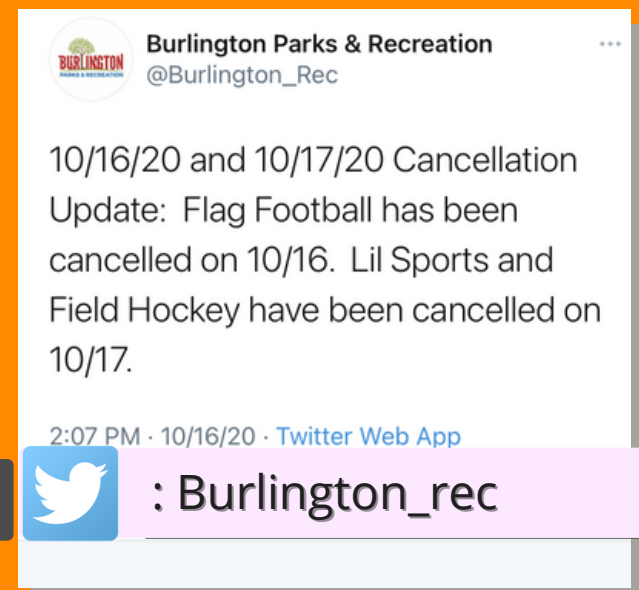 BURLINGTON
PARKS & RECREATION
Burlington Parks & Recreation
@Burlington_Rec
10/16/20 and 10/17/20 Cancellation
Update:  Flag Football has been
cancelled on 10/16.  Lil Sports and
Field Hockey have been cancelled on
10/17.
2:07 PM · 10/16/20 · Twitter Web App
: Burlington_rec